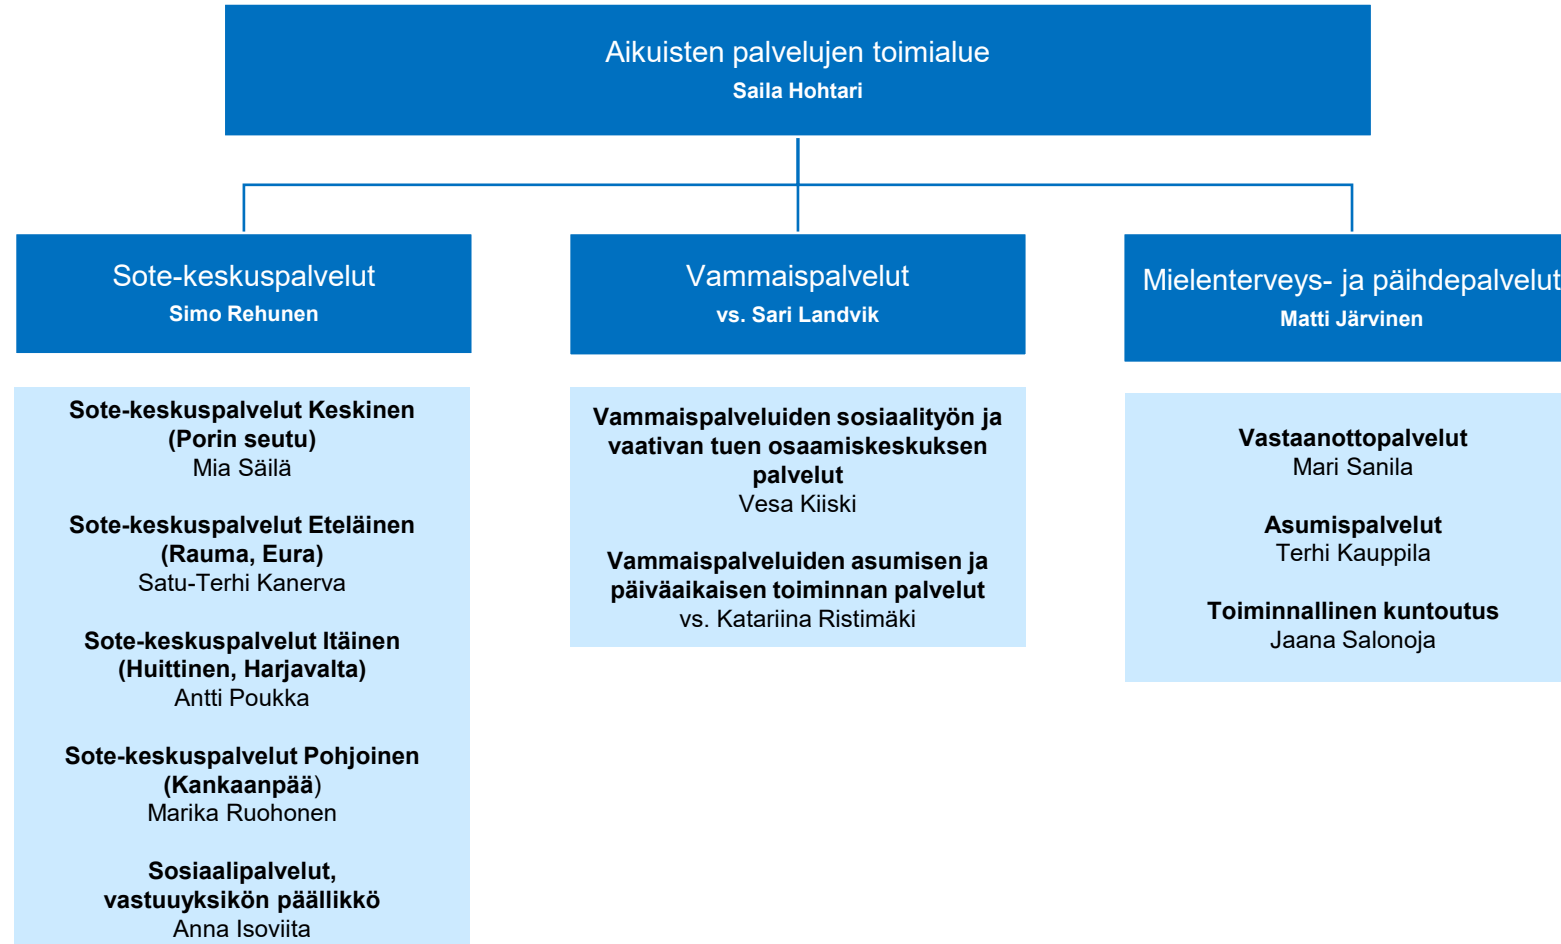 Aikuisten palvelujen toimialue
Saila Hohtari
Sote-keskuspalvelut
Simo Rehunen
Sote-keskuspalvelut Keskinen
(Porin seutu)
Mia Säilä
Sote-keskuspalvelut Eteläinen
(Rauma, Eura)
Satu-Terhi Kanerva
Sote-keskuspalvelut Itäinen
(Huittinen, Harjavalta)
Antti Poukka
Sote-keskuspalvelut Pohjoinen
(Kankaanpää)
Marika Ruohonen
Sosiaalipalvelut,
vastuuyksikön päällikkö
Anna Isoviita
Vammaispalvelut
vs. Sari Landvik
Vammaispalveluiden sosiaalityön ja
vaativan tuen osaamiskeskuksen
palvelut
Vesa Kiiski
Vammaispalveluiden asumisen ja
päiväaikaisen toiminnan palvelut
vs. Katariina Ristimäki
Mielenterveys- ja päihdepalvelut
Matti Järvinen
Vastaanottopalvelut
Mari Sanila
Asumispalvelut
Terhi Kauppila
Toiminnallinen kuntoutus
Jaana Salonoja